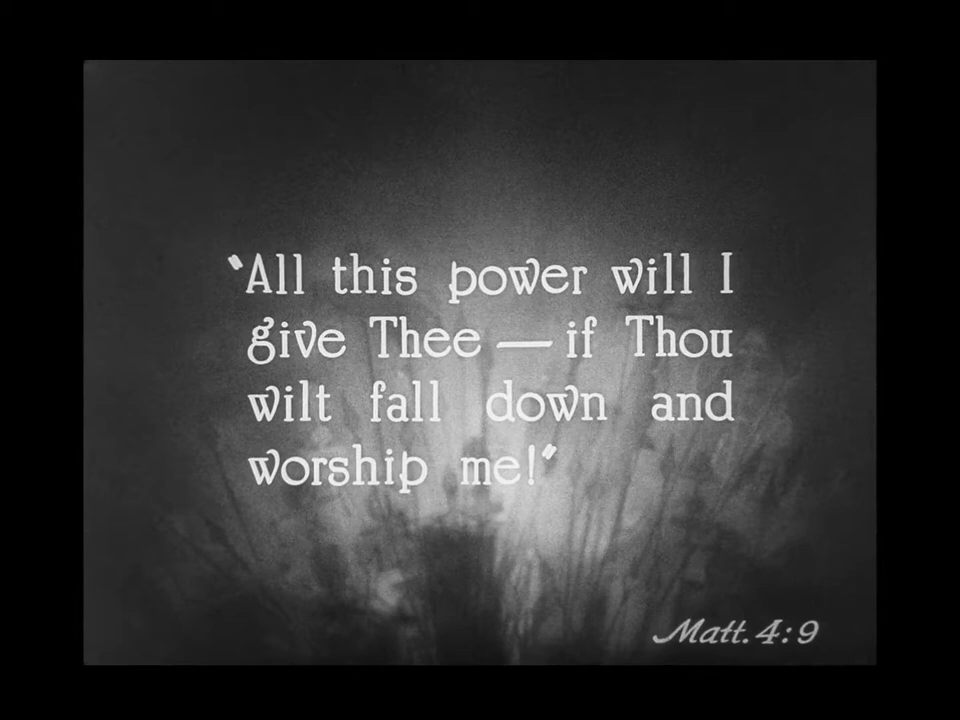 "All this power will I
give Thee — if Thou
wilt fall down and
worship me!"
Matt. 4:9